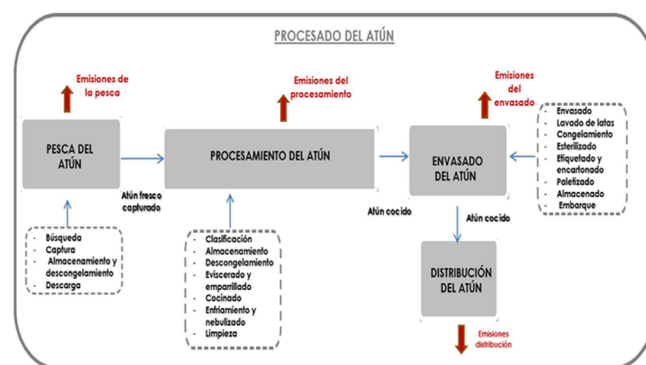 PROCESADO DEL ATÚN
Emisiones de
la pesca
Emisiones del
procesamiento
Emisiones
del
envasado
PESCA DEL
ATÚN
PROCESAMIENTO DEL ATÚN
ENVASADO
DEL ATÚN
- Envasado
- Lavado de latas
- Congelamiento
- Esterilizado
- Etiquetado y
encartonado
- Paletizado
- Almacenado
- Embarque
Atún fresco
capturado
Atún cocido
Atún cocido
- Búsqueda
- Captura
- Almacenamiento y
descongelamiento
- Descarga
- Clasificación
- Almacenamiento
- Descongelamiento
- Eviscerado y
emparrillado
- Cocinado
- Enfriamiento y
nebulizado
- Limpieza
DISTRIBUCIÓN
DEL ATÚN
Emisiones
distribución